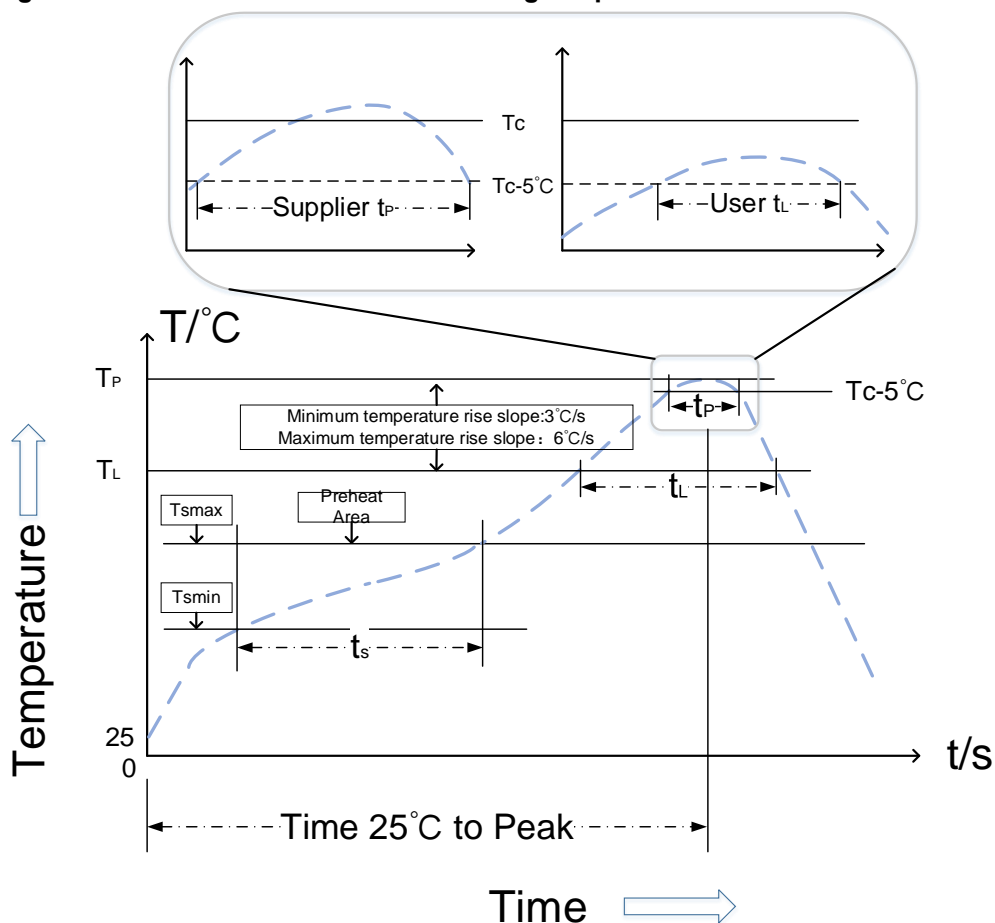 Tc
Tc-5℃
Supplier tP
User tL
T/℃
TP
Tc-5℃
tP
Minimum temperature rise slope:3℃/s
Maximum temperature rise slope：6℃/s
TL
tL
Preheat
Area
Tsmax
Tsmin
ts
Temperature
25
0
t/s
Time 25℃ to Peak
Time